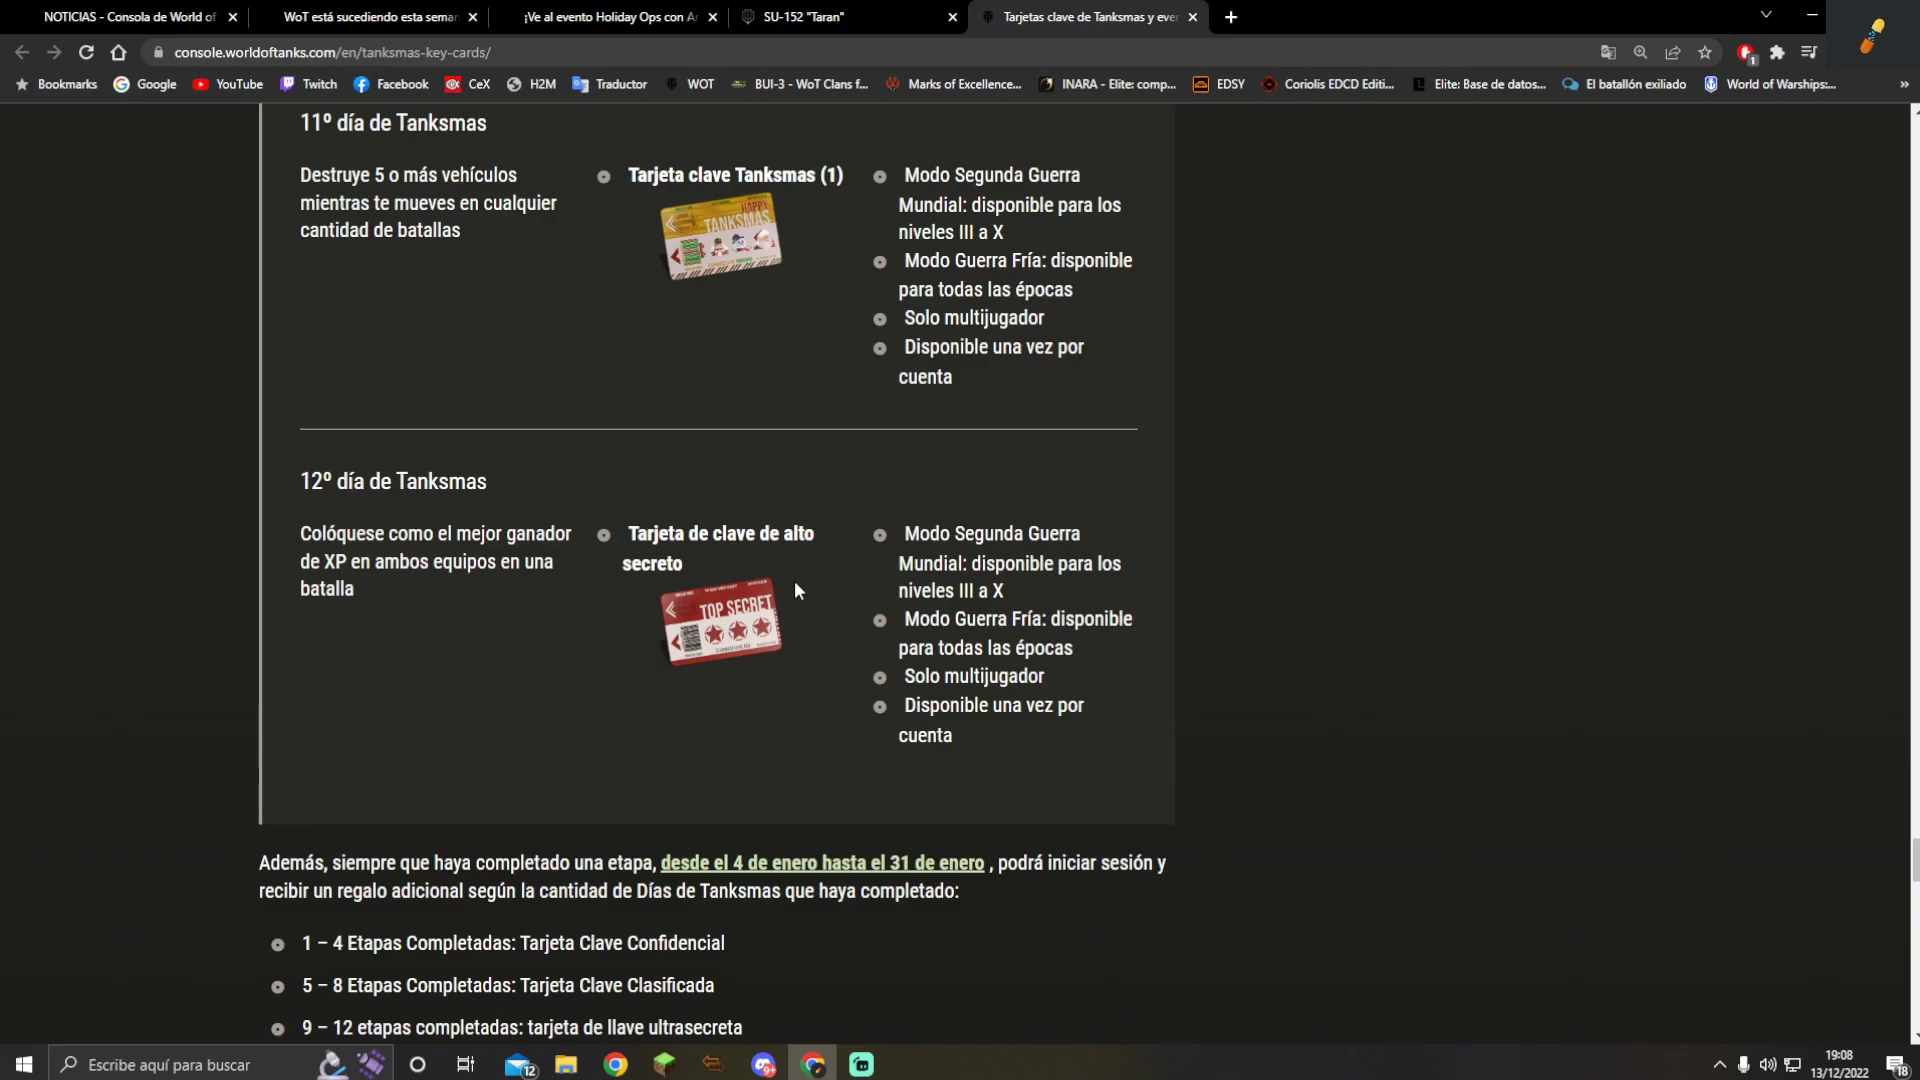 NOTICIAS - Consola de World of
WoT está sucediendo esta seman
¡Ve al evento Holiday Ops con Ar
SU-152 "Taran"
Tarjetas clave de Tanksmas y ever
console.worldoftanks.com/en/tanksmas-key-cards/
1
Bookmarks
Google
YouTube
Twitch
Facebook
CeX
H2M
Traductor
WOT
BUI-3 - WoT Clans f...
Marks of Excellence...
INARA - Elite: comp...
EDSY
Coriolis EDCD Editi...
Elite: Base de datos...
El batallón exiliado
World of Warships:...
»
11º día de Tanksmas
Destruye 5 o más vehículos
mientras te mueves en cualquier
cantidad de batallas
Tarjeta clave Tanksmas (1)
HAPPY
TANKSMAS
Modo Segunda Guerra
Mundial: disponible para los
niveles III a X
Modo Guerra Fría: disponible
para todas las épocas
Solo multijugador
Disponible una vez por
cuenta
12º día de Tanksmas
Colóquese como el mejor ganador
de XP en ambos equipos en una
batalla
Tarjeta de clave de alto
secreto
TOP SECRET
Modo Segunda Guerra
Mundial: disponible para los
niveles III a X
Modo Guerra Fría: disponible
para todas las épocas
Solo multijugador
Disponible una vez por
cuenta
Además, siempre que haya completado una etapa, desde el 4 de enero hasta el 31 de enero , podrá iniciar sesión y
recibir un regalo adicional según la cantidad de Días de Tanksmas que haya completado:
1 – 4 Etapas Completadas: Tarjeta Clave Confidencial
5 – 8 Etapas Completadas: Tarjeta Clave Clasificada
9 – 12 etapas completadas: tarjeta de llave ultrasecreta
Escribe aquí para buscar
12
9+
19:08
13/12/2022
18